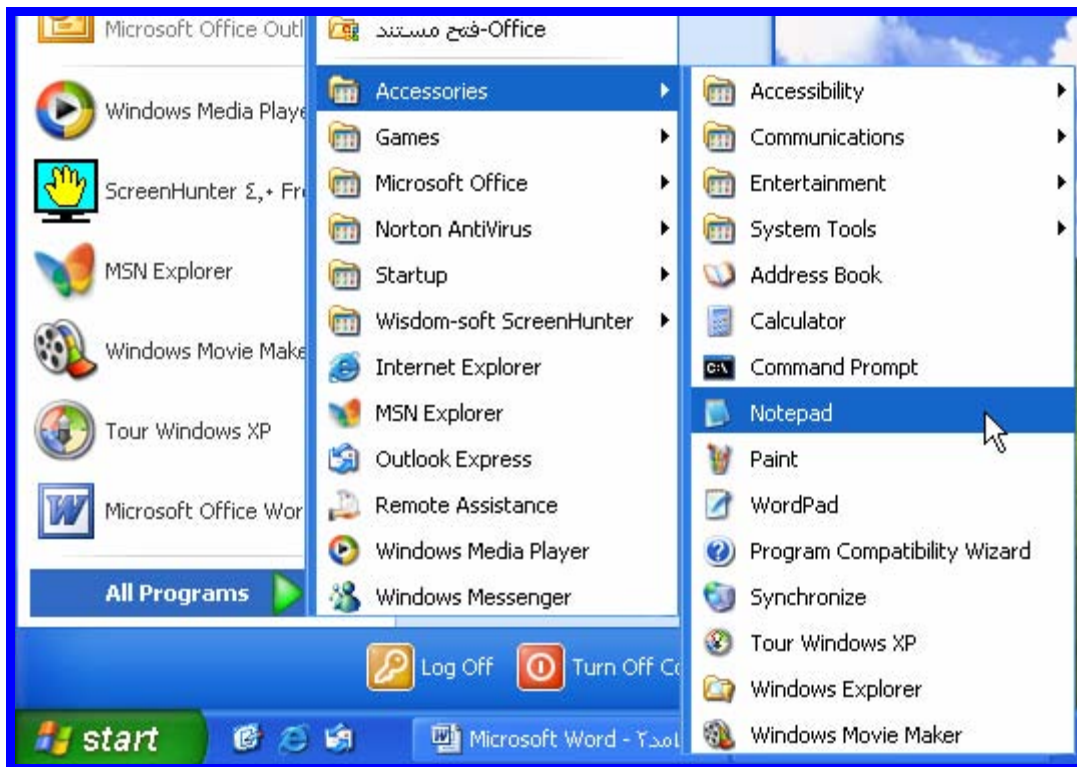 Microsoft Office Outl
Windows Media Playe
ScreenHunter ٤,٠ Fre
MSN Explorer
Windows Movie Make
Tour Windows XP
Microsoft Office Wor
All Programs
فتح مستند-Office
Accessories
Games
Microsoft Office
Norton AntiVirus
Startup
Wisdom-soft ScreenHunter
Internet Explorer
MSN Explorer
Outlook Express
Remote Assistance
Windows Media Player
Windows Messenger
Accessibility
Communications
Entertainment
System Tools
Address Book
Calculator
C:\
Command Prompt
Notepad
Paint
WordPad
Program Compatibility Wizard
Synchronize
Tour Windows XP
Windows Explorer
Windows Movie Maker
Log Off
Turn Off Co
start
Microsoft Word -